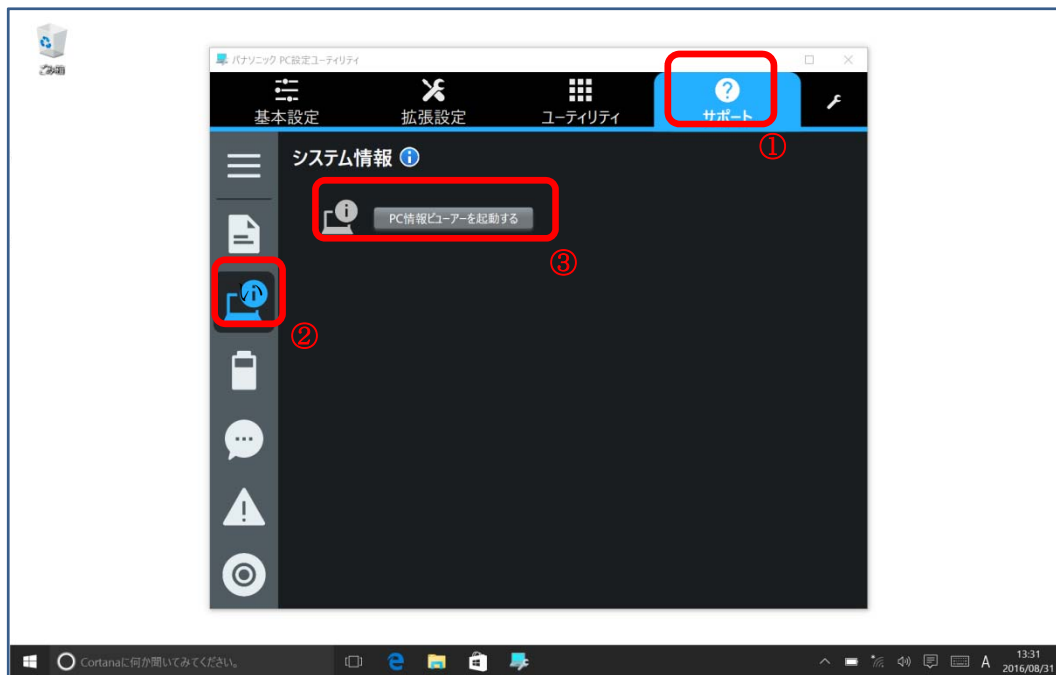 ごみ箱
パナソニック PC設定ユーティリティ
基本設定
拡張設定
ユーティリティ
サポート
①
システム情報
PC情報ビューアーを起動する
③
②
Cortanaに何か聞いてみてください。
A
13:31
2016/08/31